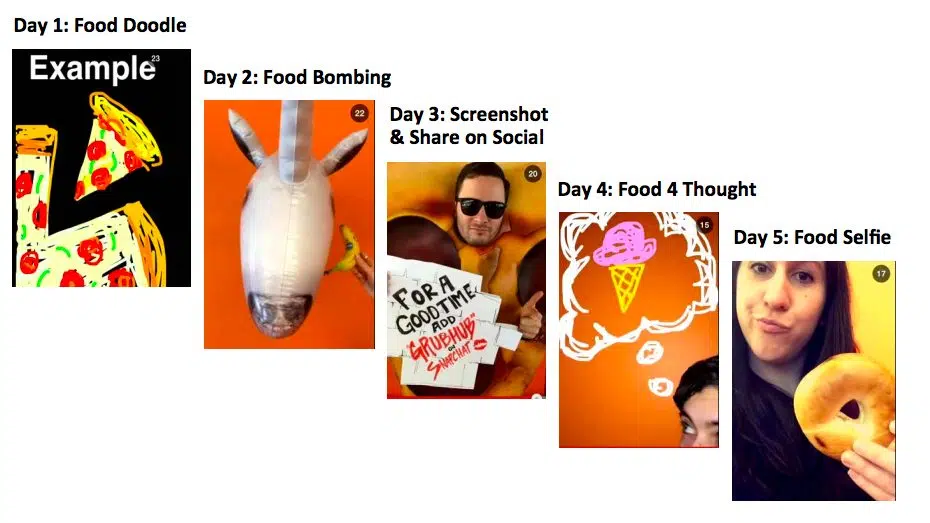 Day 1: Food Doodle
Example
23
Day 2: Food Bombing
22
Day 3: Screenshot
& Share on Social
20
FOR A
GOOD TIME
ADD
"GRUBHUB"
ON
SNAPCHAT
Day 4: Food 4 Thought
15
Day 5: Food Selfie
17